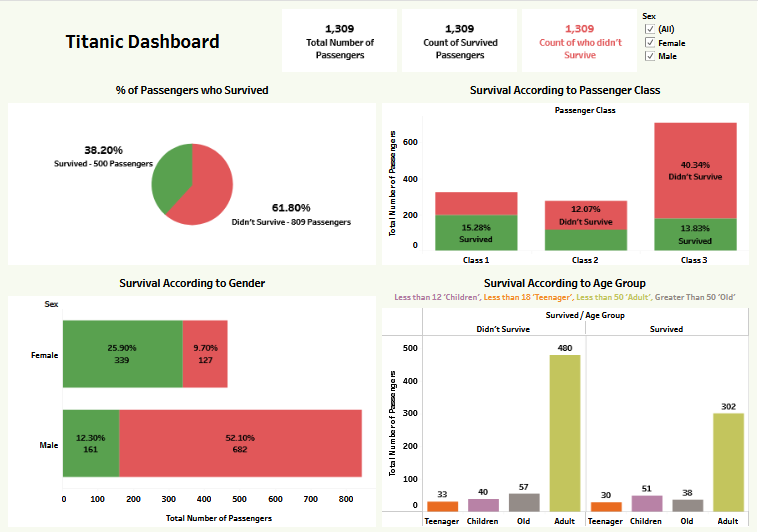 Titanic Dashboard
1,309
Total Number of
Passengers
1,309
Count of Survived
Passengers
1,309
Count of who didn't
Survive
Sex
(All)
Female
Male
% of Passengers who Survived
38.20%
Survived - 500 Passengers
61.80%
Didn't Survive - 809 Passengers
Survival According to Passenger Class
Passenger Class
Total Number of Passengers
600
400
200
0
15.28%
Survived
12.07%
Didn't Survive
40.34%
Didn't Survive
13.83%
Survived
Class 1
Class 2
Class 3
Survival According to Gender
Sex
Female
25.90%
339
9.70%
127
Male
12.30%
161
52.10%
682
0 100 200 300 400 500 600 700 800
Total Number of Passengers
Survival According to Age Group
Less than 12 'Children', Less than 18 'Teenager', Less than 50 'Adult', Greater Than 50 'Old'
Survived / Age Group
Didn't Survive
Survived
Total Number of Passengers
500
400
300
200
100
0
33
40
57
480
30
51
38
302
Teenager Children Old Adult Teenager Children Old Adult